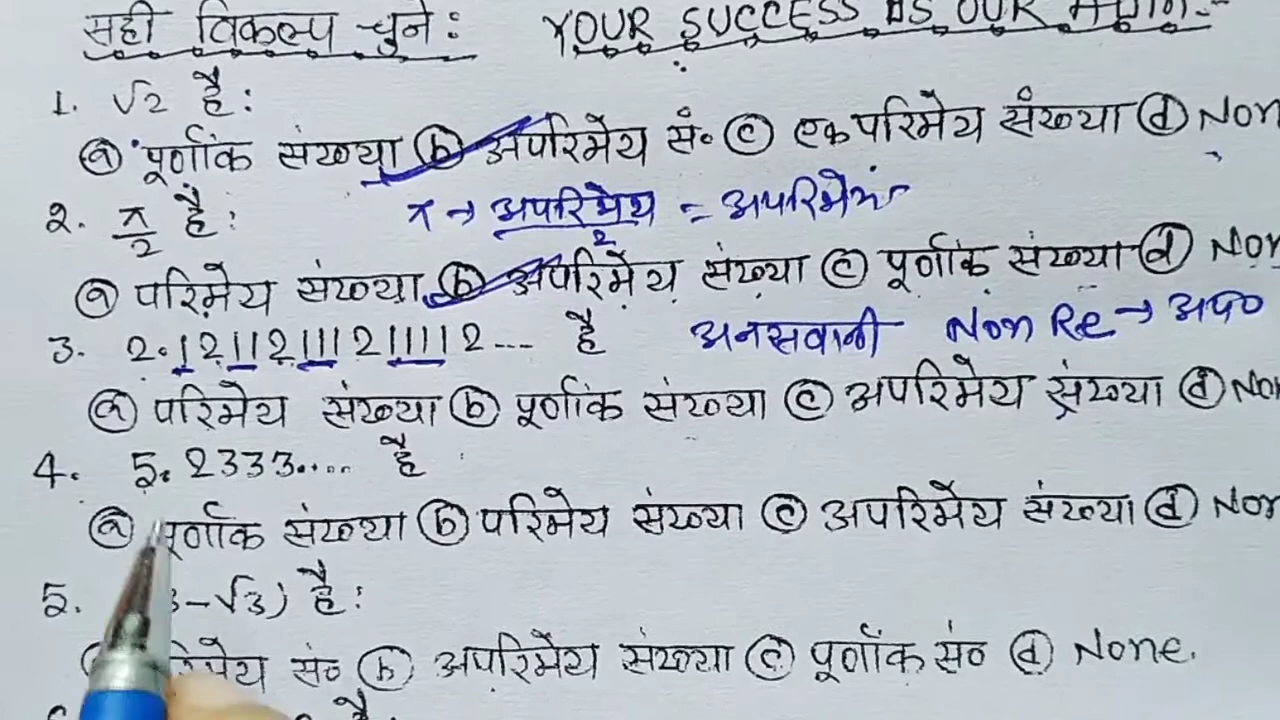 सही विकल्प चुने: YOUR SUCCESS IS OUR
1. √2 है:
ⓐ पूर्णांक संख्या ⓑ अपरिमेय सं० ⓒ एक परिमेय संख्या ⓓ Non
2. π/2 है: π → अपरिमेय/2 = अपरिमेय
ⓐ परिमेय संख्या ⓑ अपरिमेय संख्या ⓒ पूर्णांक संख्या ⓓ Non
3. 2.12112111211112... है अनसवानी Non Re → अप०
ⓐ परिमेय संख्या ⓑ पूर्णांक संख्या ⓒ अपरिमेय संख्या ⓓ Non
4. 5.2333.... है
ⓐ पूर्णांक संख्या ⓑ परिमेय संख्या ⓒ अपरिमेय संख्या ⓓ Non
5. 3-√3) है:
सं० ⓑ अपरिमेय संख्या ⓒ पूर्णांक सं० ⓓ None.
है: